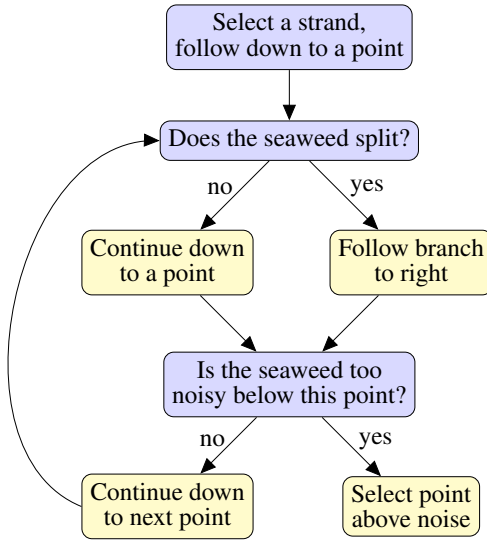 Select a strand,
follow down to a point
Does the seaweed split?
no
yes
Continue down
to a point
Follow branch
to right
Is the seaweed too
noisy below this point?
no
yes
Continue down
to next point
Select point
above noise